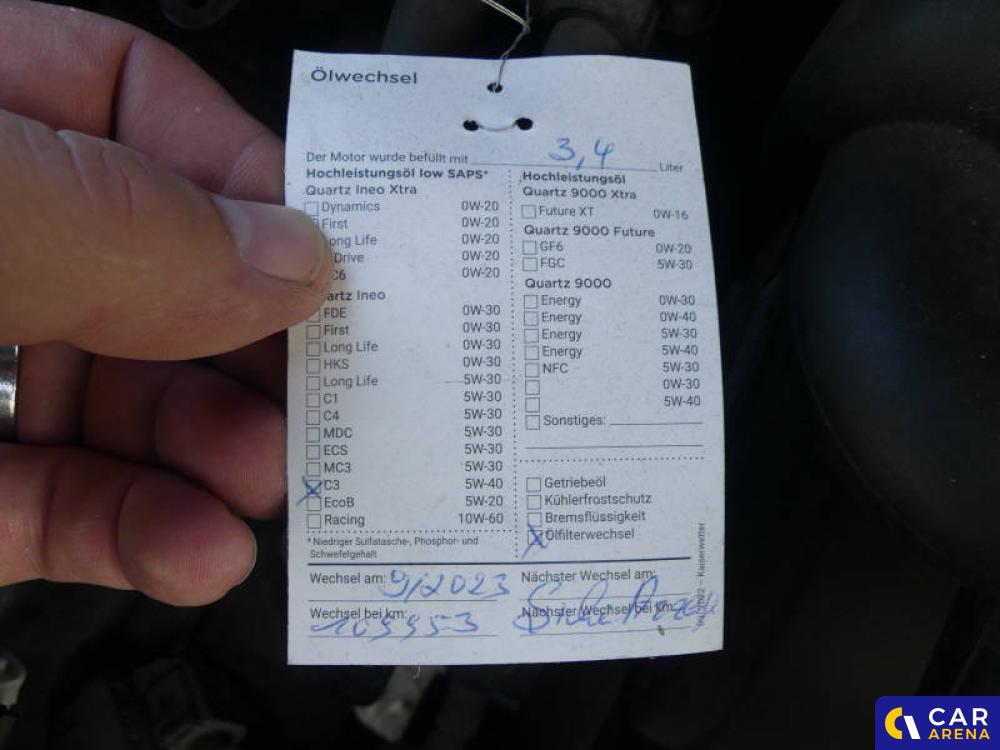 Ölwechsel
Der Motor wurde befüllt mit 3,4 Liter
Hochleistungsöl low SAPS*
Quartz Ineo Xtra
Dynamics 0W-20
First 0W-20
ong Life 0W-20
Drive 0W-20
C6 0W-20
artz Ineo
FDE 0W-30
First 0W-30
Long Life 0W-30
HKS 0W-30
Long Life 5W-30
C1 5W-30
C4 5W-30
MDC 5W-30
ECS 5W-30
MC3 5W-30
C3 5W-40
EcoB 5W-20
Racing 10W-60
* Niedriger Sulfatasche-, Phosphor- und
Schwefelgehalt
Hochleistungsöl
Quartz 9000 Xtra
Future XT 0W-16
Quartz 9000 Future
GF6 0W-20
FGC 5W-30
Quartz 9000
Energy 0W-30
Energy 0W-40
Energy 5W-30
Energy 5W-40
NFC 5W-30
0W-30
5W-40
Sonstiges:
Getriebeöl
Kühlerfrostschutz
Bremsflüssigkeit
Ölfilterwechsel
Wechsel am: 9/2023
Nächster Wechsel am:
Wechsel bei km:
Nächster Wechsel bei km:
Siehe
– Kaiserwetter
CAR
ARENA